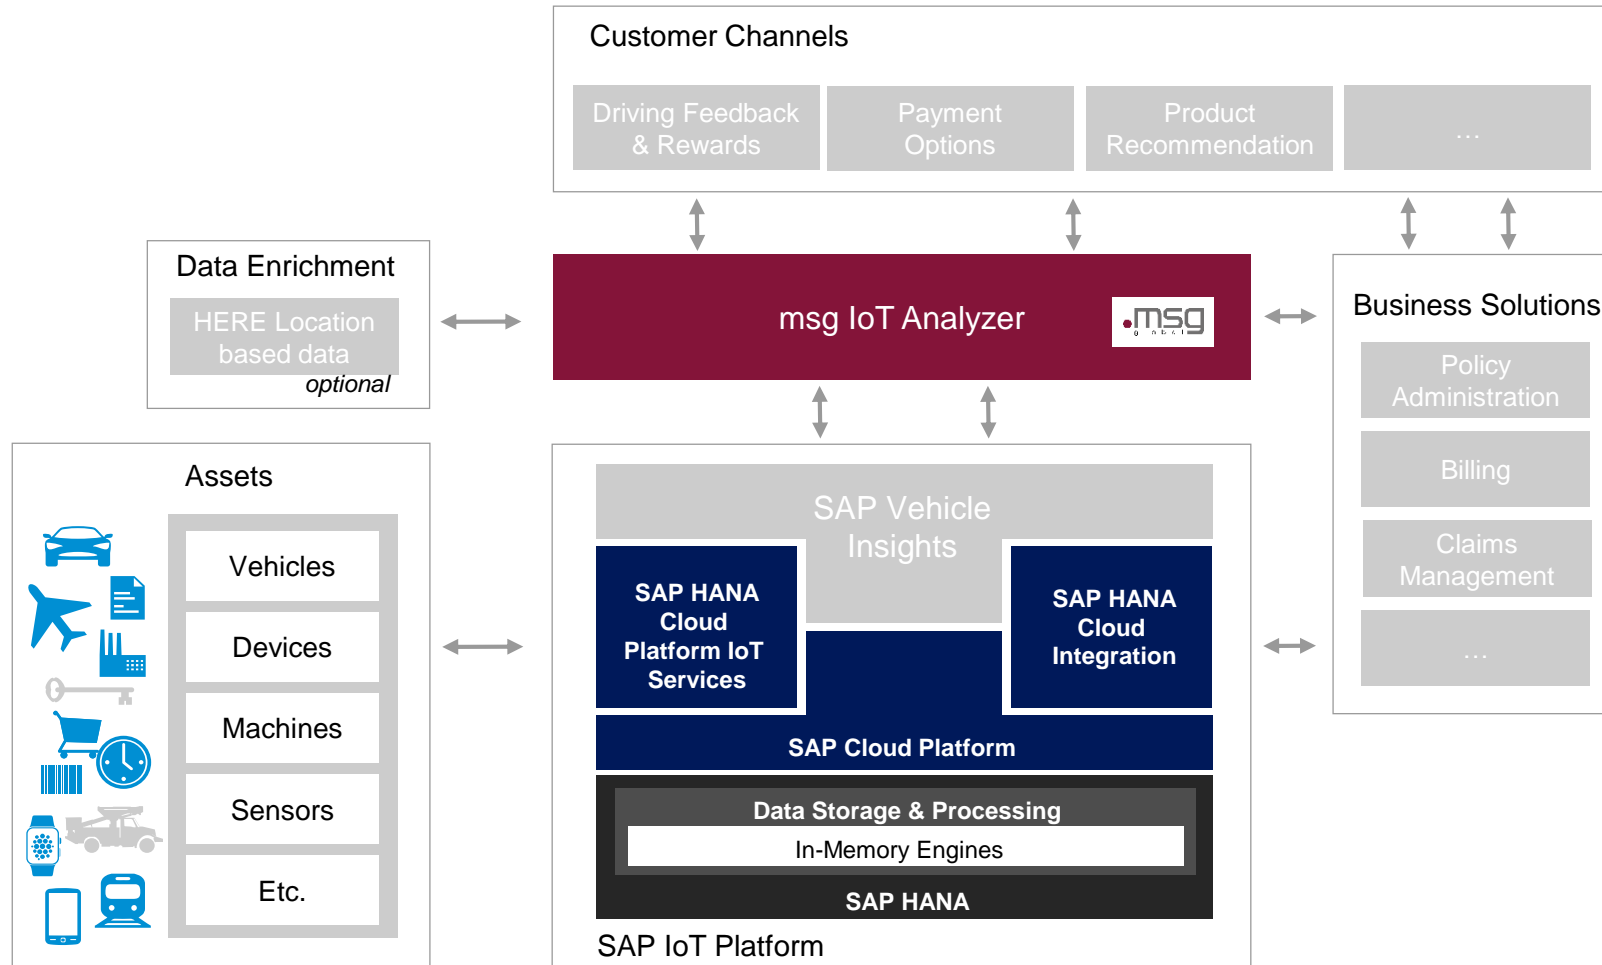 Customer Channels
Driving Feedback
& Rewards
Payment
Options
Product
Recommendation
...
Data Enrichment
HERE Location
based data
optional
msg IoT Analyzer
.msg
global
Business Solutions
Policy
Administration
Billing
Claims
Management
...
Assets
Vehicles
Devices
Machines
Sensors
Etc.
SAP Vehicle
Insights
SAP HANA
Cloud
Platform IoT
Services
SAP HANA
Cloud
Integration
SAP Cloud Platform
Data Storage & Processing
In-Memory Engines
SAP HANA
SAP IoT Platform